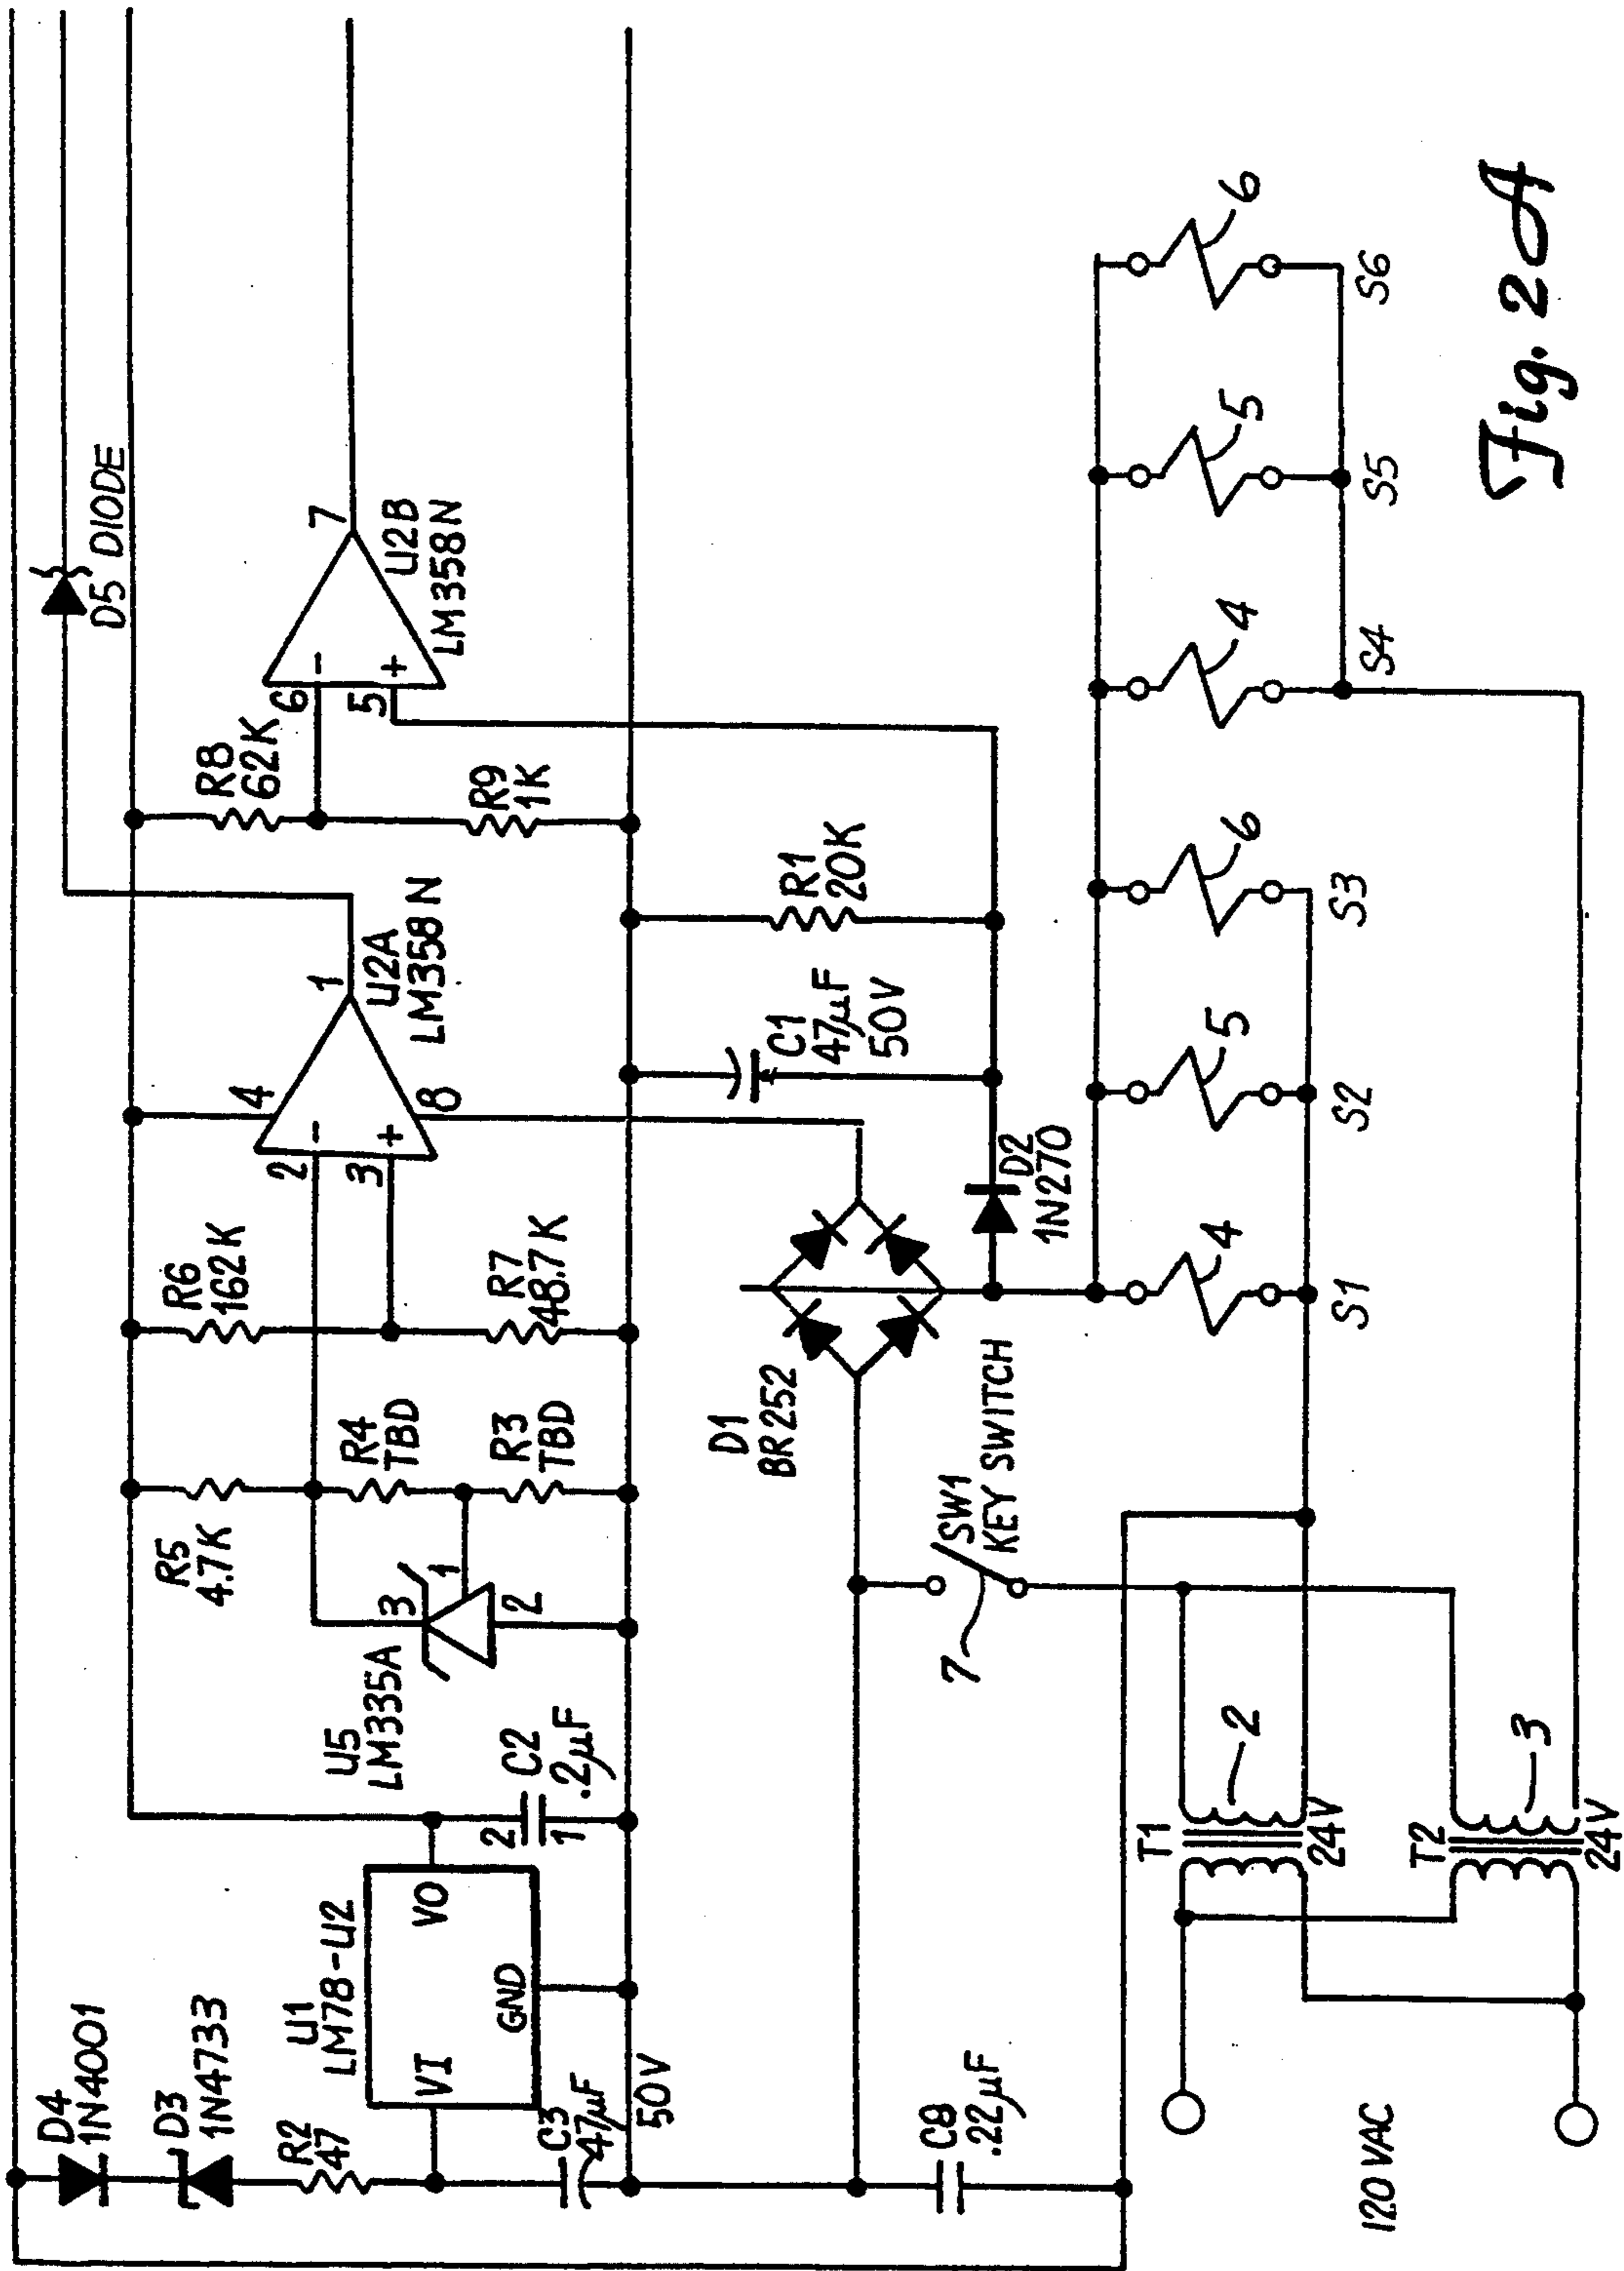 D4
1N4001
D3
1N4733
R2
47
U1
LM78-U2
VI
VO
GND
C3
47µF
50V
2
1
C2
.2µF
U5
LM335A
3
1
2
R5
4.7K
R4
TBD
R3
TBD
R6
162K
R7
48.7K
2
3
-
+
4
8
1
U2A
LM358N
R8
62K
R9
1K
6
5
-
+
7
U2B
LM358N
D5 DIODE
C1
47µF
50V
R1
20K
D1
BR252
D2
1N270
SW1
KEY SWITCH
7
C8
.22µF
120 VAC
T1
24V
2
T2
24V
3
4
5
6
4
5
6
S1
S2
S3
S4
S5
S6
Fig. 2A